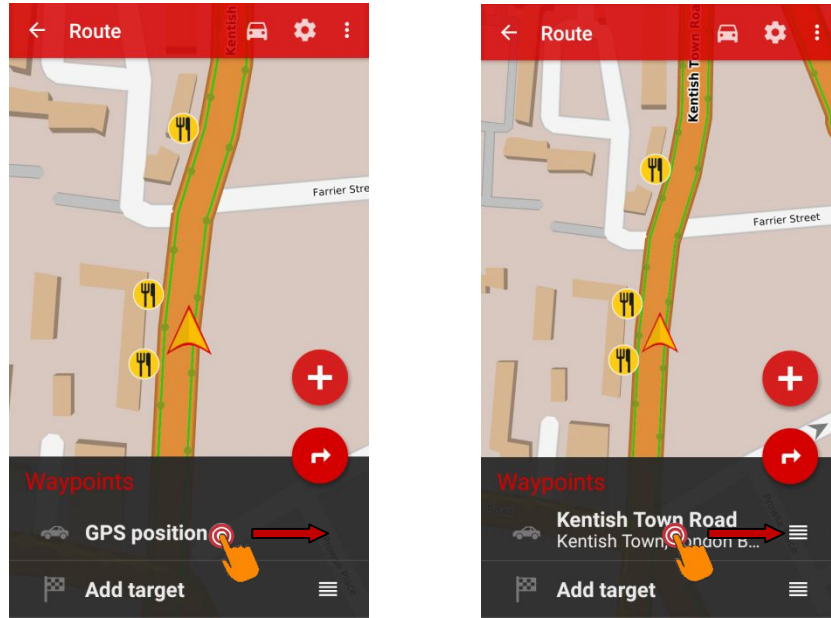 Route
Kentish
Farrier Stre
Waypoints
GPS position
Add target
Route
Kentish Town Roa
Farrier Street
Waypoints
Kentish Town Road
Kentish Town, London B...
Add target